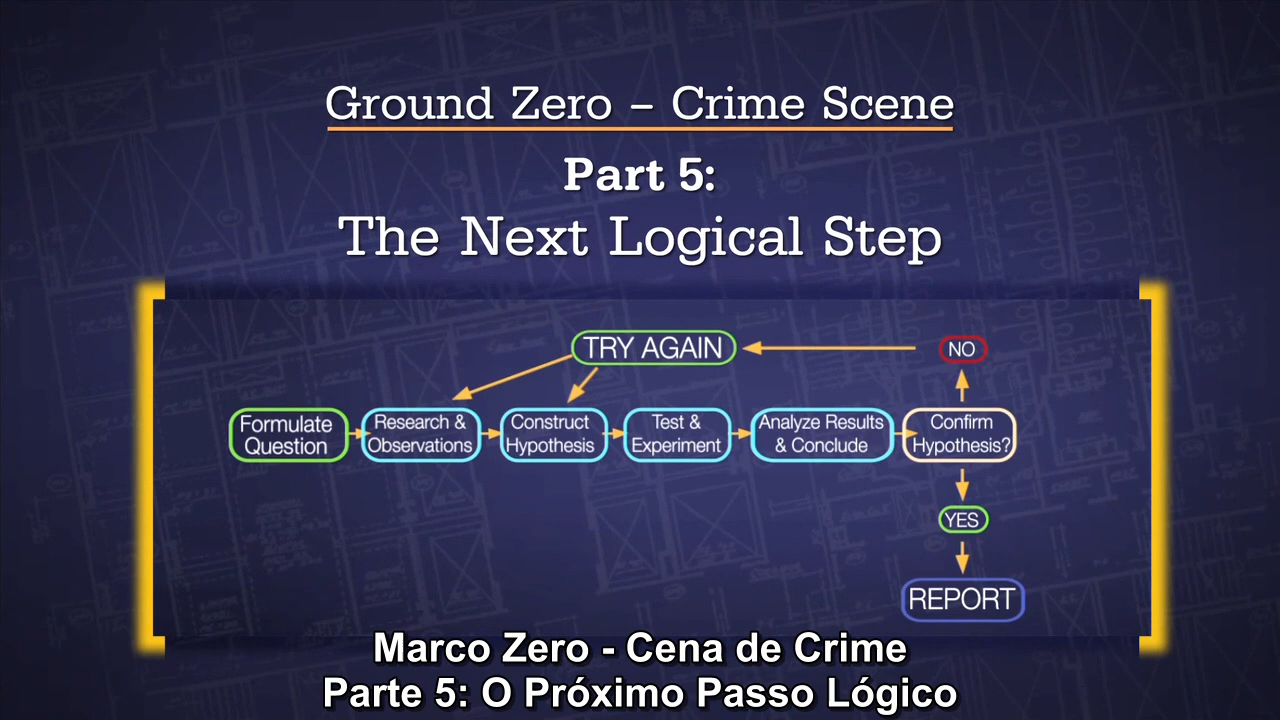 Ground Zero – Crime Scene
Part 5:
The Next Logical Step
TRY AGAIN
NO
Formulate
Question
Research &
Observations
Construct
Hypothesis
Test &
Experiment
Analyze Results
& Conclude
Confirm
Hypothesis?
YES
REPORT
Marco Zero - Cena de Crime
Parte 5: O Próximo Passo Lógico